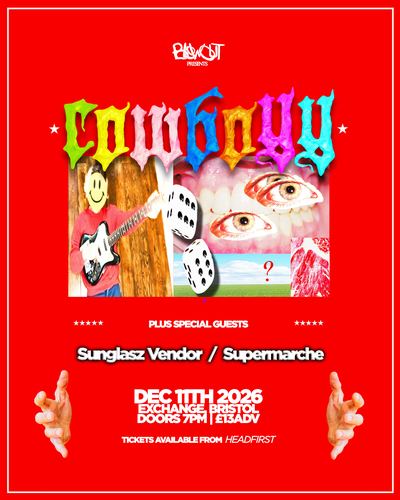 BLOWOUT
PRESENTS
cowboyy
?
PLUS SPECIAL GUESTS
Sunglasz Vendor / Supermarche
DEC 11TH 2026
EXCHANGE, BRISTOL
DOORS 7PM | £13ADV
TICKETS AVAILABLE FROM HEADFIRST